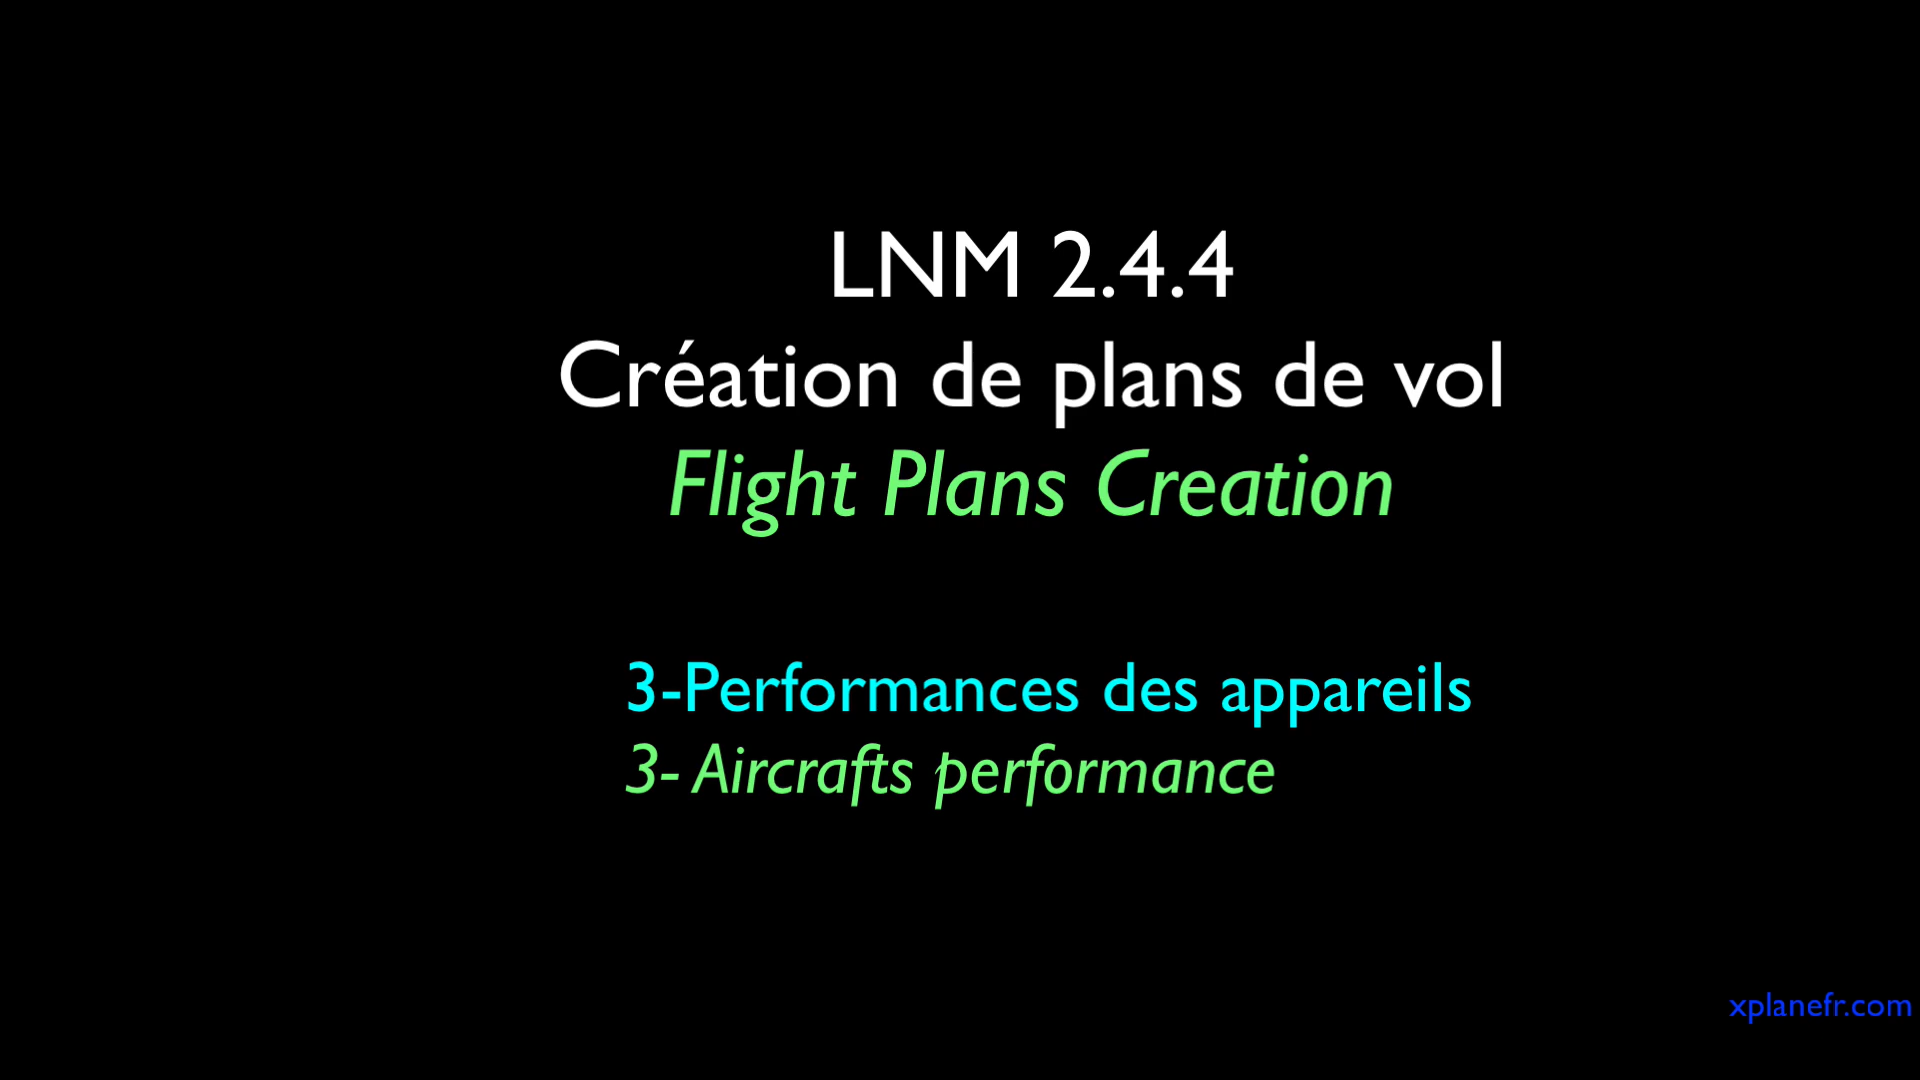 LNM 2.4.4
Création de plans de vol
Flight Plans Creation
3-Performances des appareils
3- Aircrafts performance
xplanefr.com